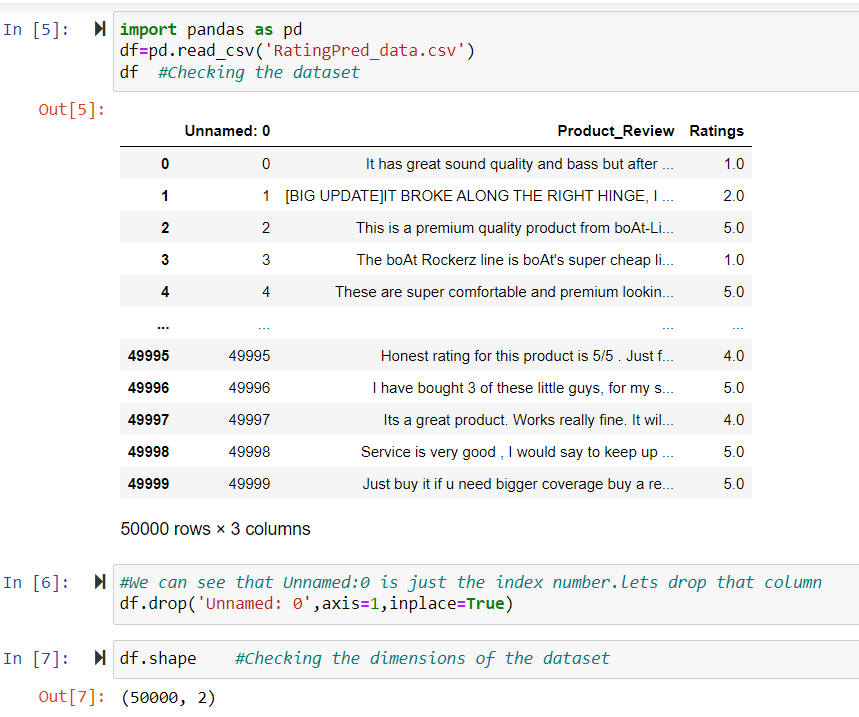 In [5]: import pandas as pd
df=pd.read_csv('RatingPred_data.csv')
df #Checking the dataset
Out[5]:
Unnamed: 0 Product_Review Ratings
0 0 It has great sound quality and bass but after ... 1.0
1 1 [BIG UPDATE]IT BROKE ALONG THE RIGHT HINGE, I ... 2.0
2 2 This is a premium quality product from boAt-Li... 5.0
3 3 The boAt Rockerz line is boAt's super cheap li... 1.0
4 4 These are super comfortable and premium lookin... 5.0
... ... ... ...
49995 49995 Honest rating for this product is 5/5 . Just f... 4.0
49996 49996 I have bought 3 of these little guys, for my s... 5.0
49997 49997 Its a great product. Works really fine. It wil... 4.0
49998 49998 Service is very good , I would say to keep up ... 5.0
49999 49999 Just buy it if u need bigger coverage buy a re... 5.0
50000 rows × 3 columns
In [6]: #We can see that Unnamed:0 is just the index number.lets drop that column
df.drop('Unnamed: 0',axis=1,inplace=True)
In [7]: df.shape #Checking the dimensions of the dataset
Out[7]: (50000, 2)